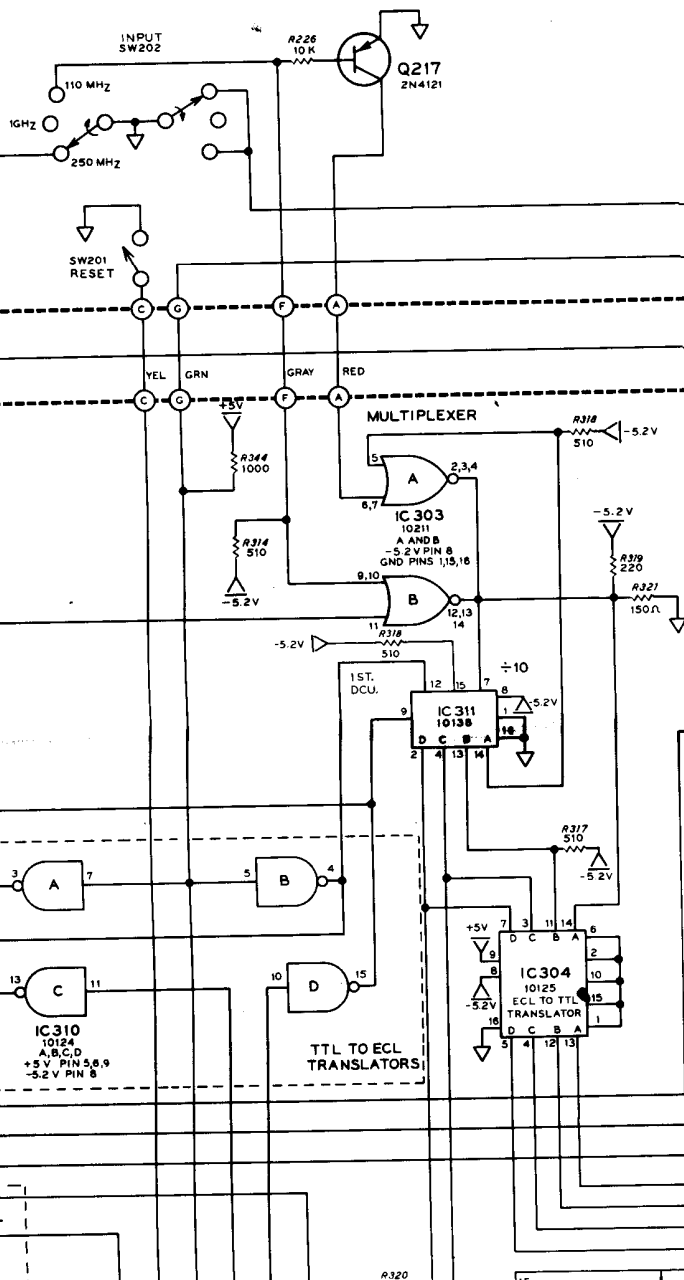 INPUT
SW202
R226
10 K
Q217
2N4121
110 MHZ
1GHZ
250 MHZ
SW201
RESET
C
G
F
A
YEL
GRN
GRAY
RED
C
G
F
A
+5V
R344
1000
MULTIPLEXER
R318
510
-5.2V
5
A
2,3,4
6,7
IC 303
10211
A AND B
-5.2V PIN 8
GND PINS 1,15,16
R314
510
-5.2V
-5.2V
R319
220
R321
150Ω
9,10
B
12,13
14
11
-5.2V
R318
510
÷10
1ST.
DCU.
12
15
7
8
-5.2V
9
IC 311
10138
1
16
D
C
B
A
2
4
13
14
R317
510
-5.2V
3
A
7
5
B
4
13
C
11
10
D
15
IC310
10124
A,B,C,D
+5 V PIN 5,6,9
-5.2 V PIN 8
TTL TO ECL
TRANSLATORS
7
3
11
14
D
C
B
A
6
+5V
9
2
8
IC304
10
10125
ECL TO TTL
15
TRANSLATOR
-5.2V
16
1
D
C
B
A
5
4
12
13
R320